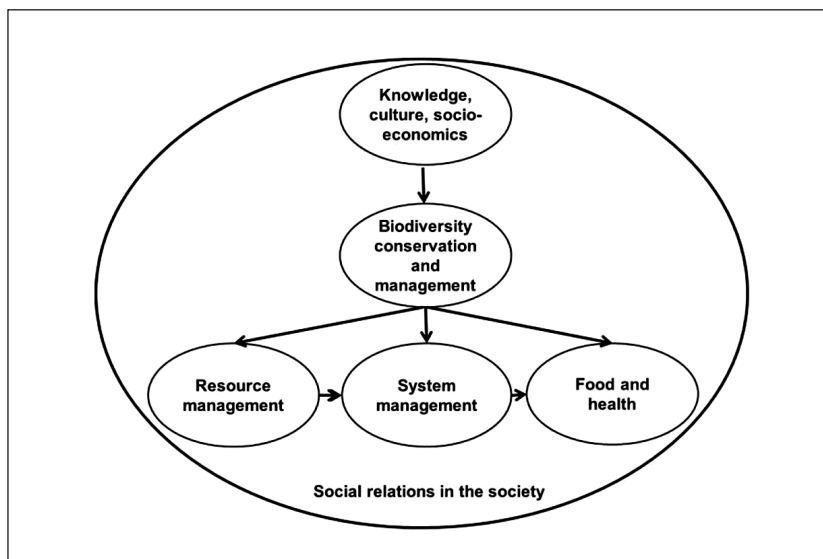 Knowledge,
culture, socio-
economics
Biodiversity
conservation
and
management
Resource
management
System
management
Food and
health
Social relations in the society